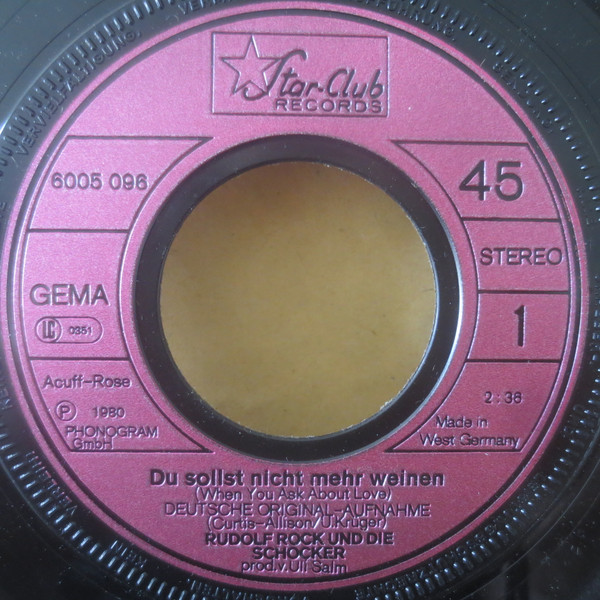 Star-Club
RECORDS
6005 096
45
STEREO
GEMA
LC 0351
1
Acuff-Rose
Ⓟ 1980
PHONOGRAM
GmbH
2:36
Made in
West Germany
Du sollst nicht mehr weinen
(When You Ask About Love)
DEUTSCHE ORIGINAL-AUFNAHME
(Curtis-Allison/U.Krüger)
RUDOLF ROCK UND DIE
SCHOCKER
prod.v.Uli Salm